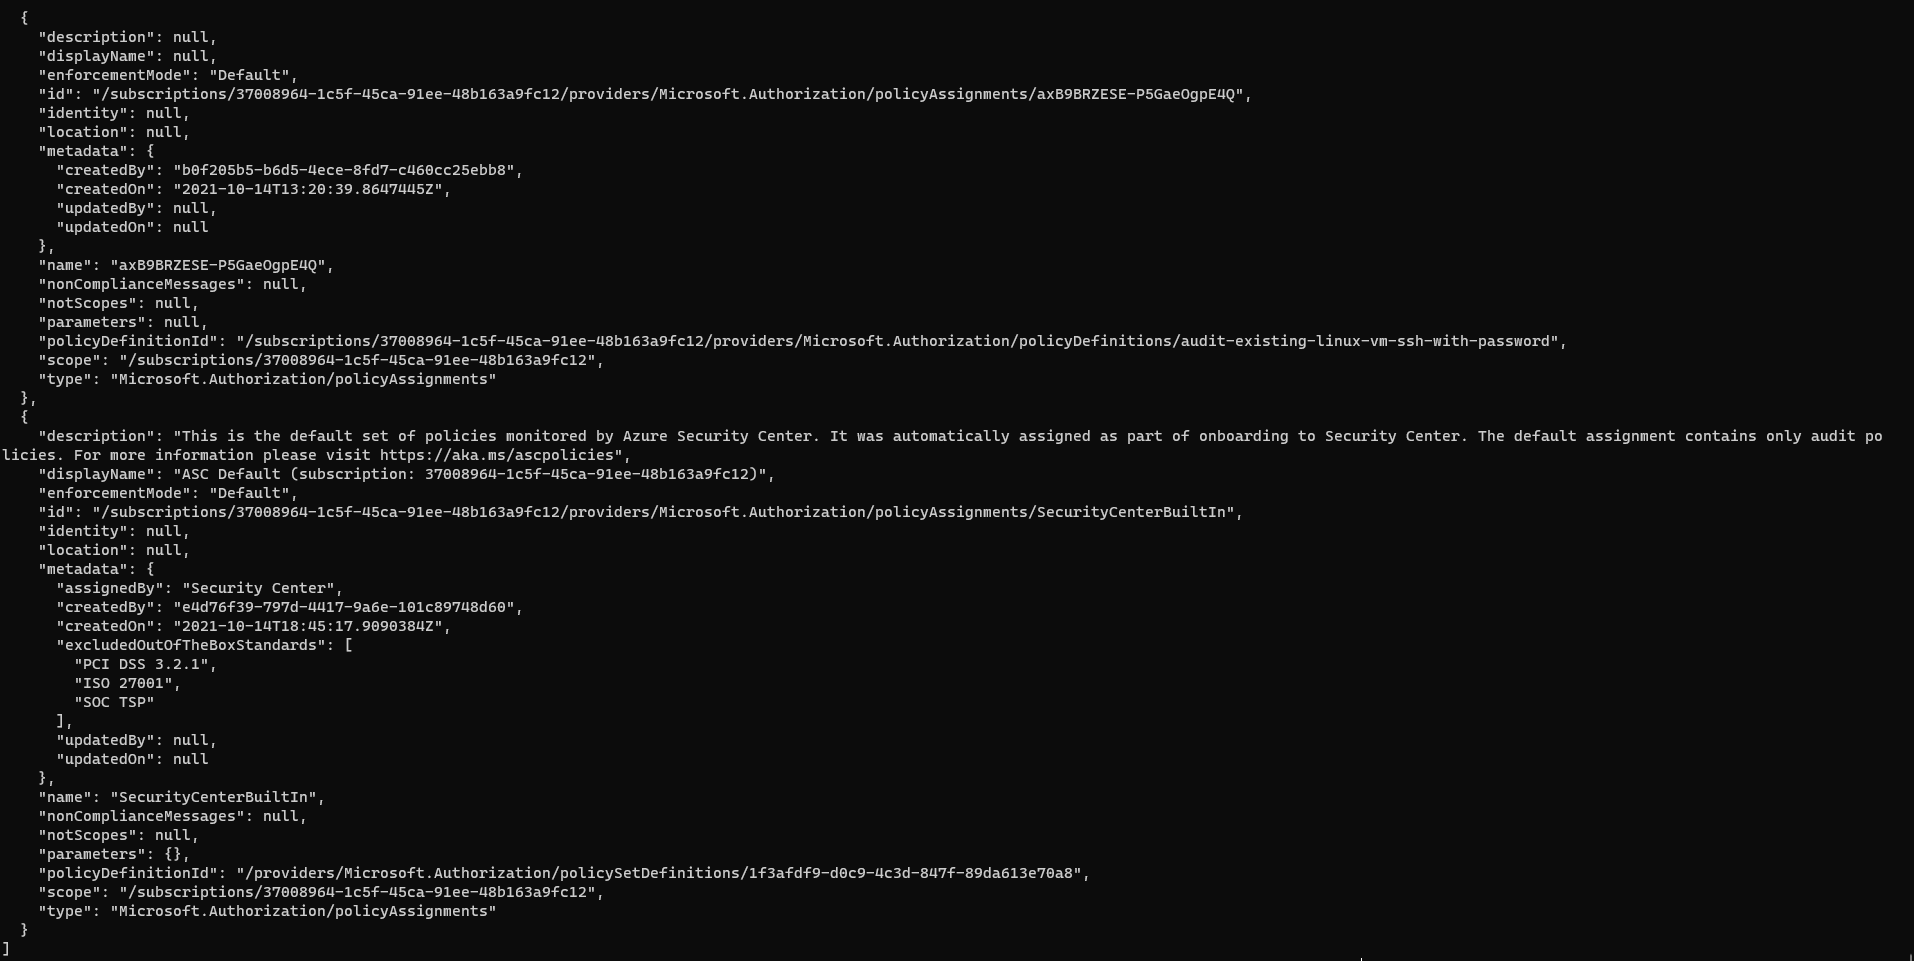 {
    "description": null,
    "displayName": null,
    "enforcementMode": "Default",
    "id": "/subscriptions/37008964-1c5f-45ca-91ee-48b163a9fc12/providers/Microsoft.Authorization/policyAssignments/axB9BRZESE-P5GaeOgpE4Q",
    "identity": null,
    "location": null,
    "metadata": {
      "createdBy": "b0f205b5-b6d5-4ece-8fd7-c460cc25ebb8",
      "createdOn": "2021-10-14T13:20:39.8647445Z",
      "updatedBy": null,
      "updatedOn": null
    },
    "name": "axB9BRZESE-P5GaeOgpE4Q",
    "nonComplianceMessages": null,
    "notScopes": null,
    "parameters": null,
    "policyDefinitionId": "/subscriptions/37008964-1c5f-45ca-91ee-48b163a9fc12/providers/Microsoft.Authorization/policyDefinitions/audit-existing-linux-vm-ssh-with-password",
    "scope": "/subscriptions/37008964-1c5f-45ca-91ee-48b163a9fc12",
    "type": "Microsoft.Authorization/policyAssignments"
  },
  {
    "description": "This is the default set of policies monitored by Azure Security Center. It was automatically assigned as part of onboarding to Security Center. The default assignment contains only audit po
licies. For more information please visit https://aka.ms/ascpolicies",
    "displayName": "ASC Default (subscription: 37008964-1c5f-45ca-91ee-48b163a9fc12)",
    "enforcementMode": "Default",
    "id": "/subscriptions/37008964-1c5f-45ca-91ee-48b163a9fc12/providers/Microsoft.Authorization/policyAssignments/SecurityCenterBuiltIn",
    "identity": null,
    "location": null,
    "metadata": {
      "assignedBy": "Security Center",
      "createdBy": "e4d76f39-797d-4417-9a6e-101c89748d60",
      "createdOn": "2021-10-14T18:45:17.9090384Z",
      "excludedOutOfTheBoxStandards": [
        "PCI DSS 3.2.1",
        "ISO 27001",
        "SOC TSP"
      ],
      "updatedBy": null,
      "updatedOn": null
    },
    "name": "SecurityCenterBuiltIn",
    "nonComplianceMessages": null,
    "notScopes": null,
    "parameters": {},
    "policyDefinitionId": "/providers/Microsoft.Authorization/policySetDefinitions/1f3afdf9-d0c9-4c3d-847f-89da613e70a8",
    "scope": "/subscriptions/37008964-1c5f-45ca-91ee-48b163a9fc12",
    "type": "Microsoft.Authorization/policyAssignments"
  }
]